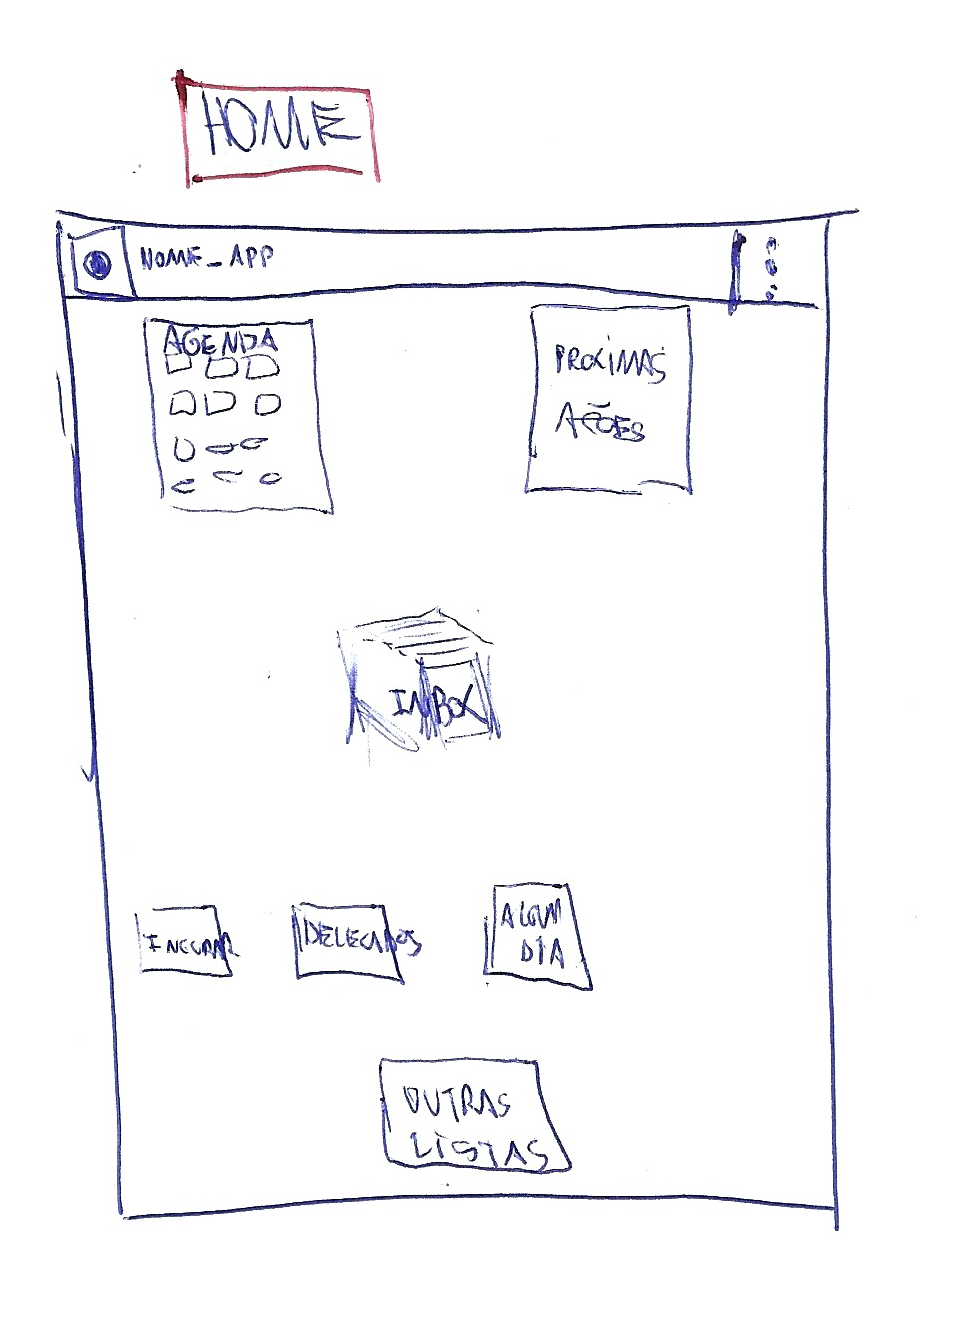 HOME
NOME_APP
AGENDA
PROXIMAS
AÇÕES
INBOX
DELEGADOS
ALGUM
DIA
OUTRAS
LISTAS